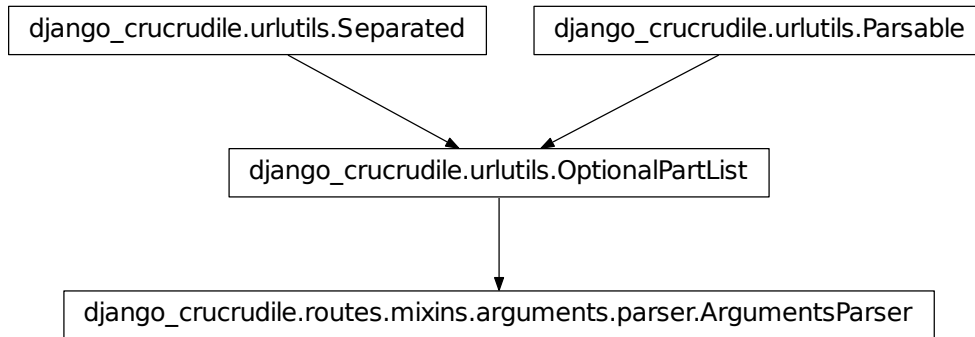 django_crucrudile.urlutils.Separated
django_crucrudile.urlutils.Parsable
django_crucrudile.urlutils.OptionalPartList
django_crucrudile.routes.mixins.arguments.parser.ArgumentsParser